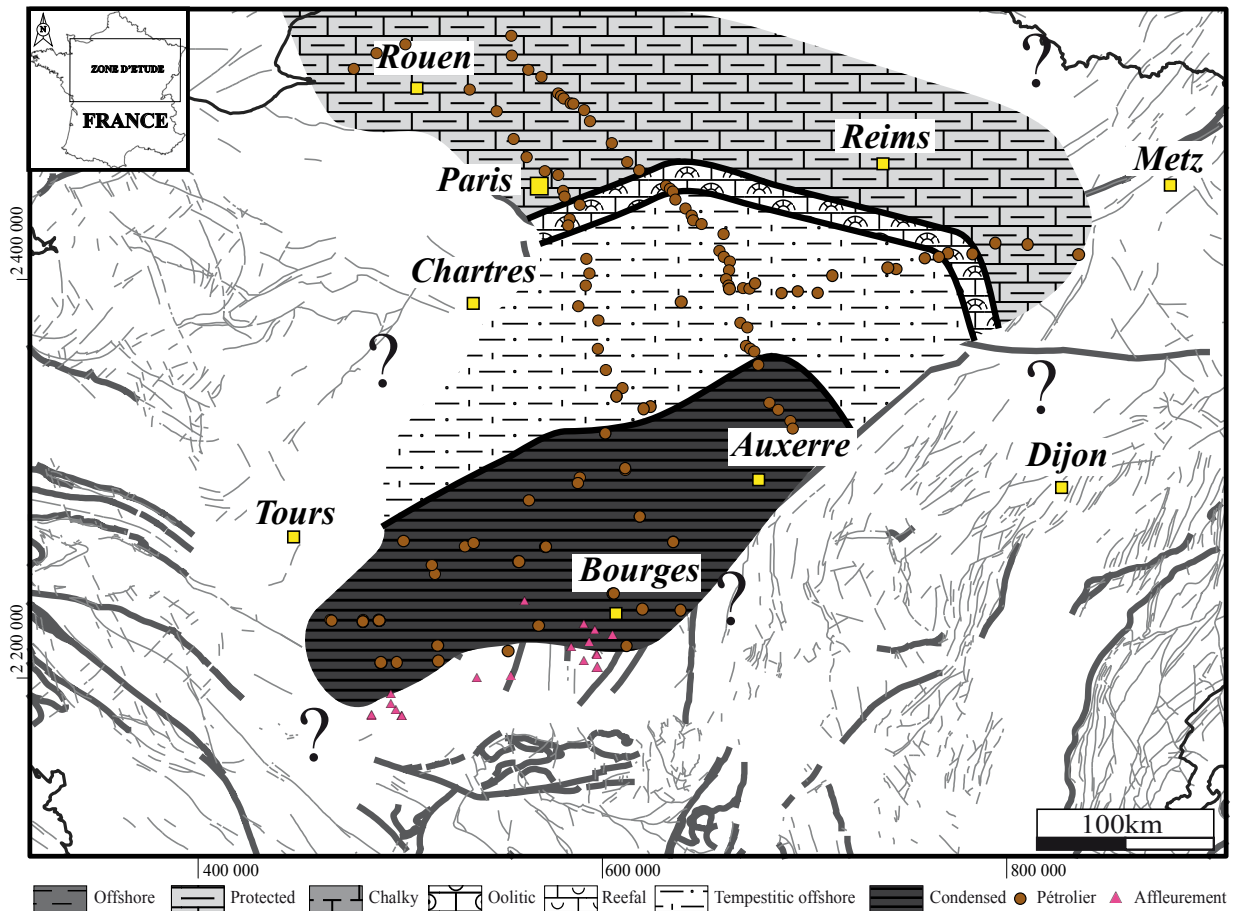 N
ZONE D'ETUDE
FRANCE
Rouen
?
Reims
Metz
Paris
Chartres
?
?
Auxerre
Dijon
Tours
Bourges
?
?
2 400 000
2 200 000
100km
400 000
600 000
800 000
Offshore Protected Chalky Oolitic Reefal Tempestitic offshore Condensed Pétrolier Affleurement